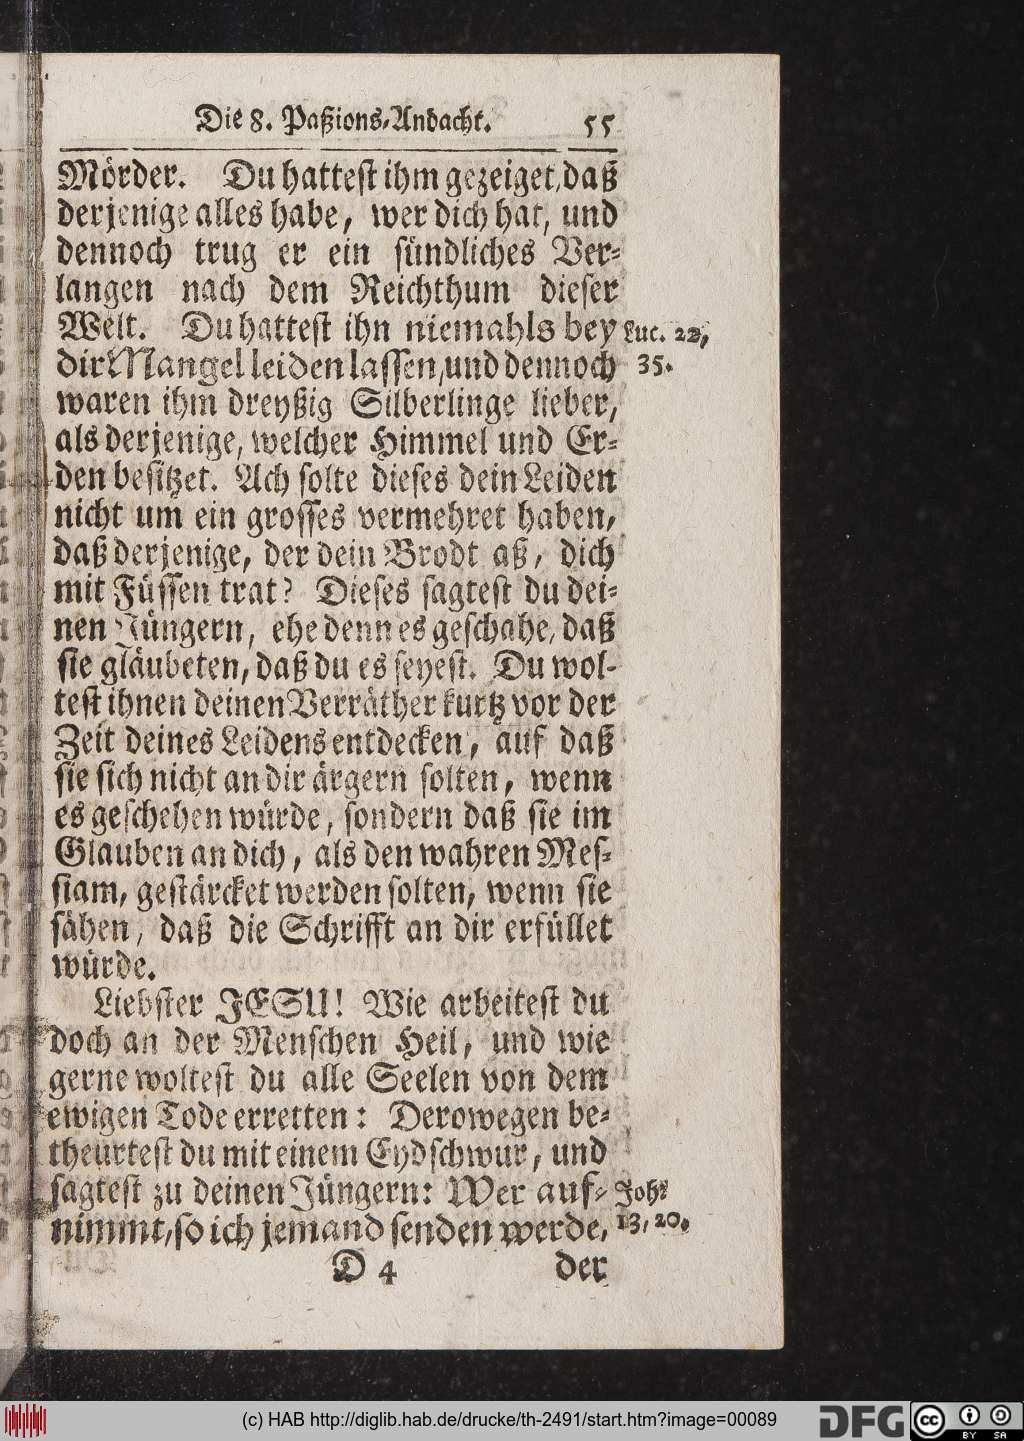 Die 8. Paßions-Andacht. 55
Mörder. Du hattest ihm gezeiget, daß
derjenige alles habe, wer dich hat, und
dennoch trug er ein sündliches Ver-
langen nach dem Reichthum dieser
Welt. Du hattest ihn niemahls bey Luc. 22,
dir Mangel leiden lassen, und dennoch 35.
waren ihm dreyßig Silberlinge lieber,
als derjenige, welcher Himmel und Er-
den besitzet. Ach solte dieses dein Leiden
nicht um ein grosses vermehret haben,
daß derjenige, der dein Brodt aß, dich
mit Füssen trat? Dieses sagtest du dei-
nen Jüngern, ehe denn es geschahe, daß
sie gläubeten, daß du es seyest. Du wol-
test ihnen deinen Verräther kurtz vor der
Zeit deines Leidens entdecken, auf daß
sie sich nicht an dir ärgern solten, wenn
es geschehen würde, sondern daß sie im
Glauben an dich, als den wahren Mes-
siam, gestärcket werden solten, wenn sie
sähen, daß die Schrifft an dir erfüllet
würde.
Liebster JESU! Wie arbeitest du
doch an der Menschen Heil, und wie
gerne woltest du alle Seelen von dem
ewigen Tode erretten: Derowegen be-
theurtest du mit einem Eydschwur, und
sagtest zu deinen Jüngern: Wer auf- Joh.
nimmt, so ich jemand senden werde, 13, 20.
D 4 der
(c) HAB http://diglib.hab.de/drucke/th-2491/start.htm?image=00089
DFG cc BY SA